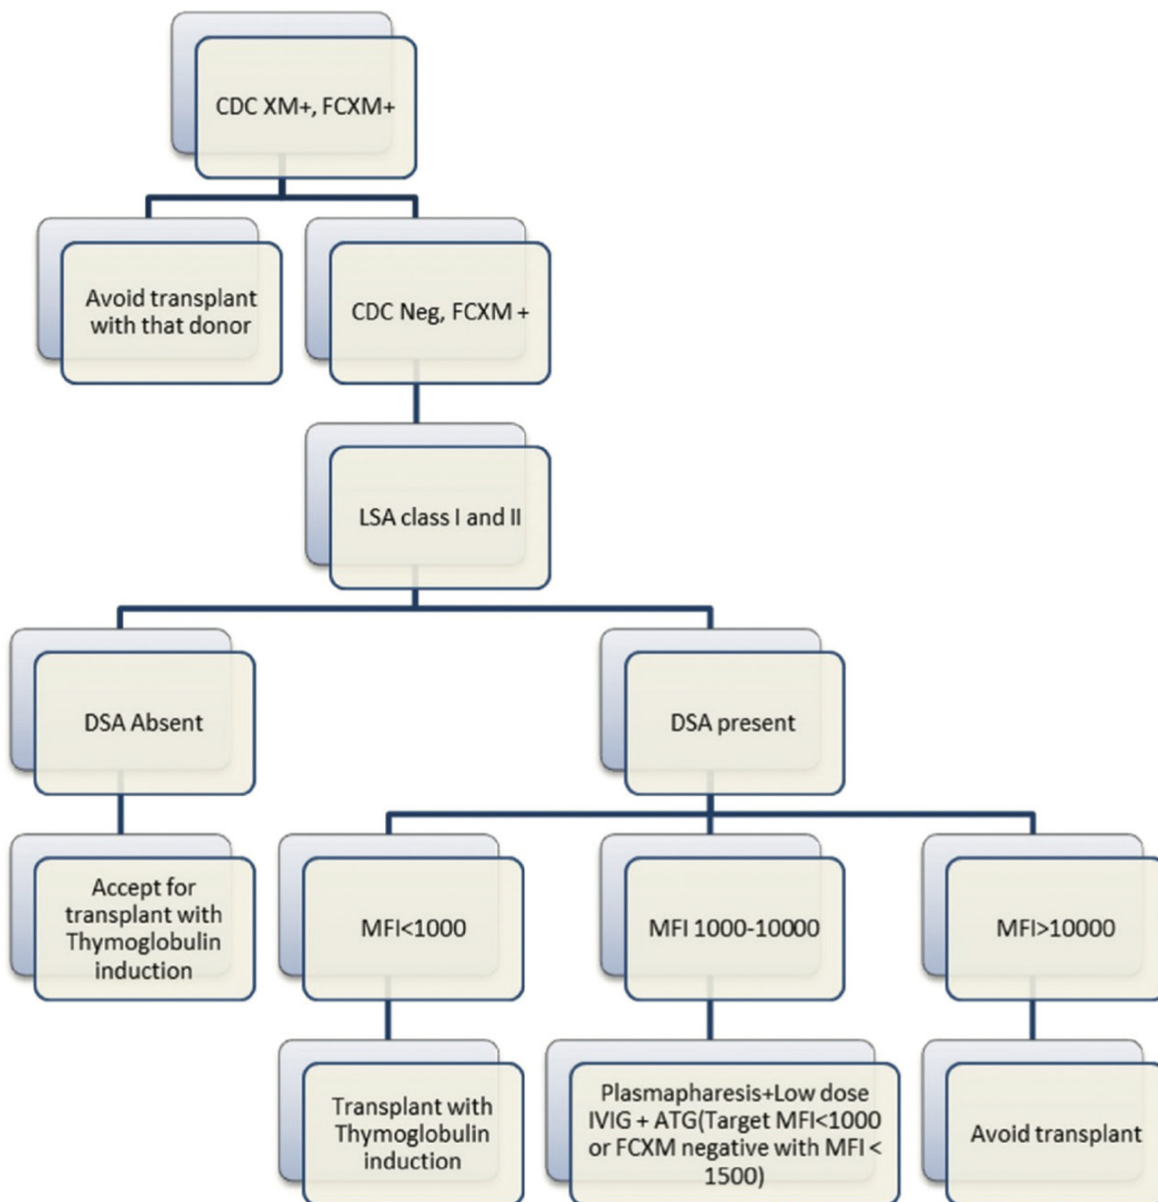 CDC XM+, FCXM+
Avoid transplant
with that donor
CDC Neg, FCXM +
LSA class I and II
DSA Absent
DSA present
Accept for
transplant with
Thymoglobulin
induction
MFI<1000
MFI 1000-10000
MFI>10000
Transplant with
Thymoglobulin
induction
Plasmapharesis+Low dose
IVIG + ATG(Target MFI<1000
or FCXM negative with MFI <
1500)
Avoid transplant